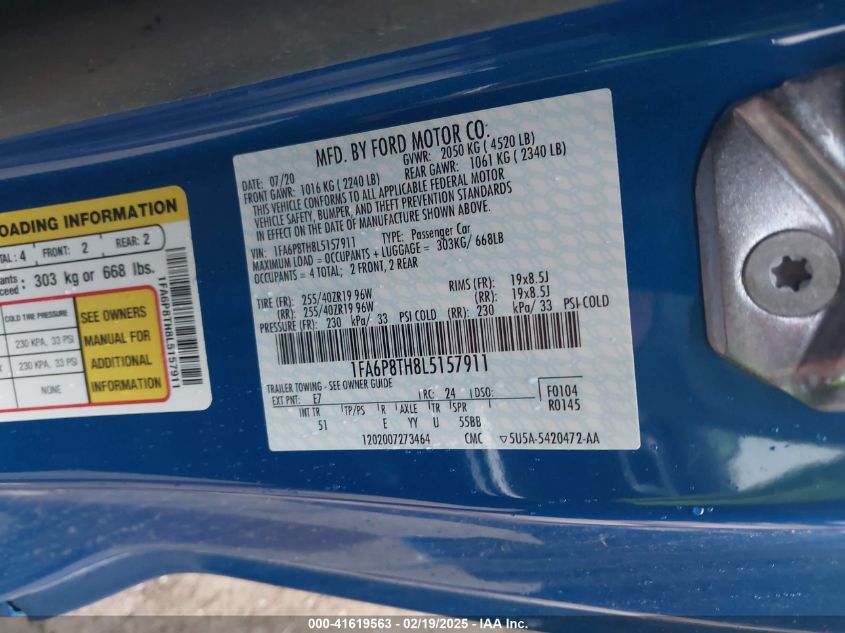 OADING INFORMATION
TAL: 4 FRONT: 2 REAR: 2
ants
ceed: 303 kg or 668 lbs.
COLD TIRE PRESSURE
230 KPA, 33 PSI
230 KPA, 33 PSI
NONE
SEE OWNERS
MANUAL FOR
ADDITIONAL
INFORMATION
1FA6P8TH8L5157911
MFD. BY FORD MOTOR CO.
DATE: 07/20 GVWR: 2050 KG ( 4520 LB)
FRONT GAWR: 1016 KG ( 2240 LB) REAR GAWR: 1061 KG ( 2340 LB)
THIS VEHICLE CONFORMS TO ALL APPLICABLE FEDERAL MOTOR
VEHICLE SAFETY, BUMPER, AND THEFT PREVENTION STANDARDS
IN EFFECT ON THE DATE OF MANUFACTURE SHOWN ABOVE.
VIN: 1FA6P8TH8L5157911 TYPE: Passenger Car
MAXIMUM LOAD = OCCUPANTS + LUGGAGE = 303KG/ 668LB
OCCUPANTS = 4 TOTAL; 2 FRONT, 2 REAR
TIRE (FR): 255/40ZR19 96W RIMS (FR): 19x8.5J
(RR): 255/40ZR19 96W (RR): 19x8.5J
PRESSURE (FR): 230 kPa/ 33 PSI COLD (RR): 230 kPa/ 33 PSI COLD
1FA6P8TH8L5157911
TRAILER TOWING - SEE OWNER GUIDE
EXT PNT: E7 RC: 24 DSO: F0104
R0145
INT TR TP/PS R AXLE TR SPR
51 E YY U 55BB
1202007273464 CMC ▽5U5A-5420472-AA
000-41619563 - 02/19/2025 - IAA Inc.